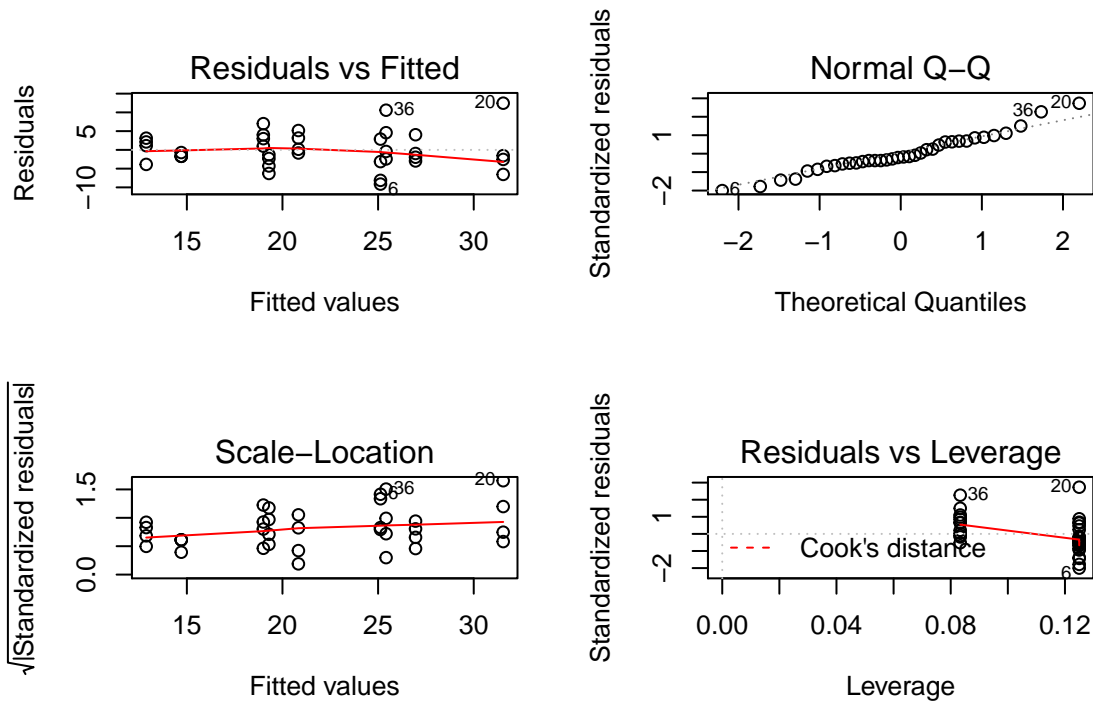 Residuals vs Fitted
Residuals
5
−10
36
20
6
15 20 25 30
Fitted values
Normal Q−Q
Standardized residuals
1
−2
36
20
6
−2 −1 0 1 2
Theoretical Quantiles
Scale−Location
√|Standardized residuals|
1.5
0.0
36
20
6
15 20 25 30
Fitted values
Residuals vs Leverage
Standardized residuals
1
−2
36
20
6
Cook's distance
0.00 0.04 0.08 0.12
Leverage